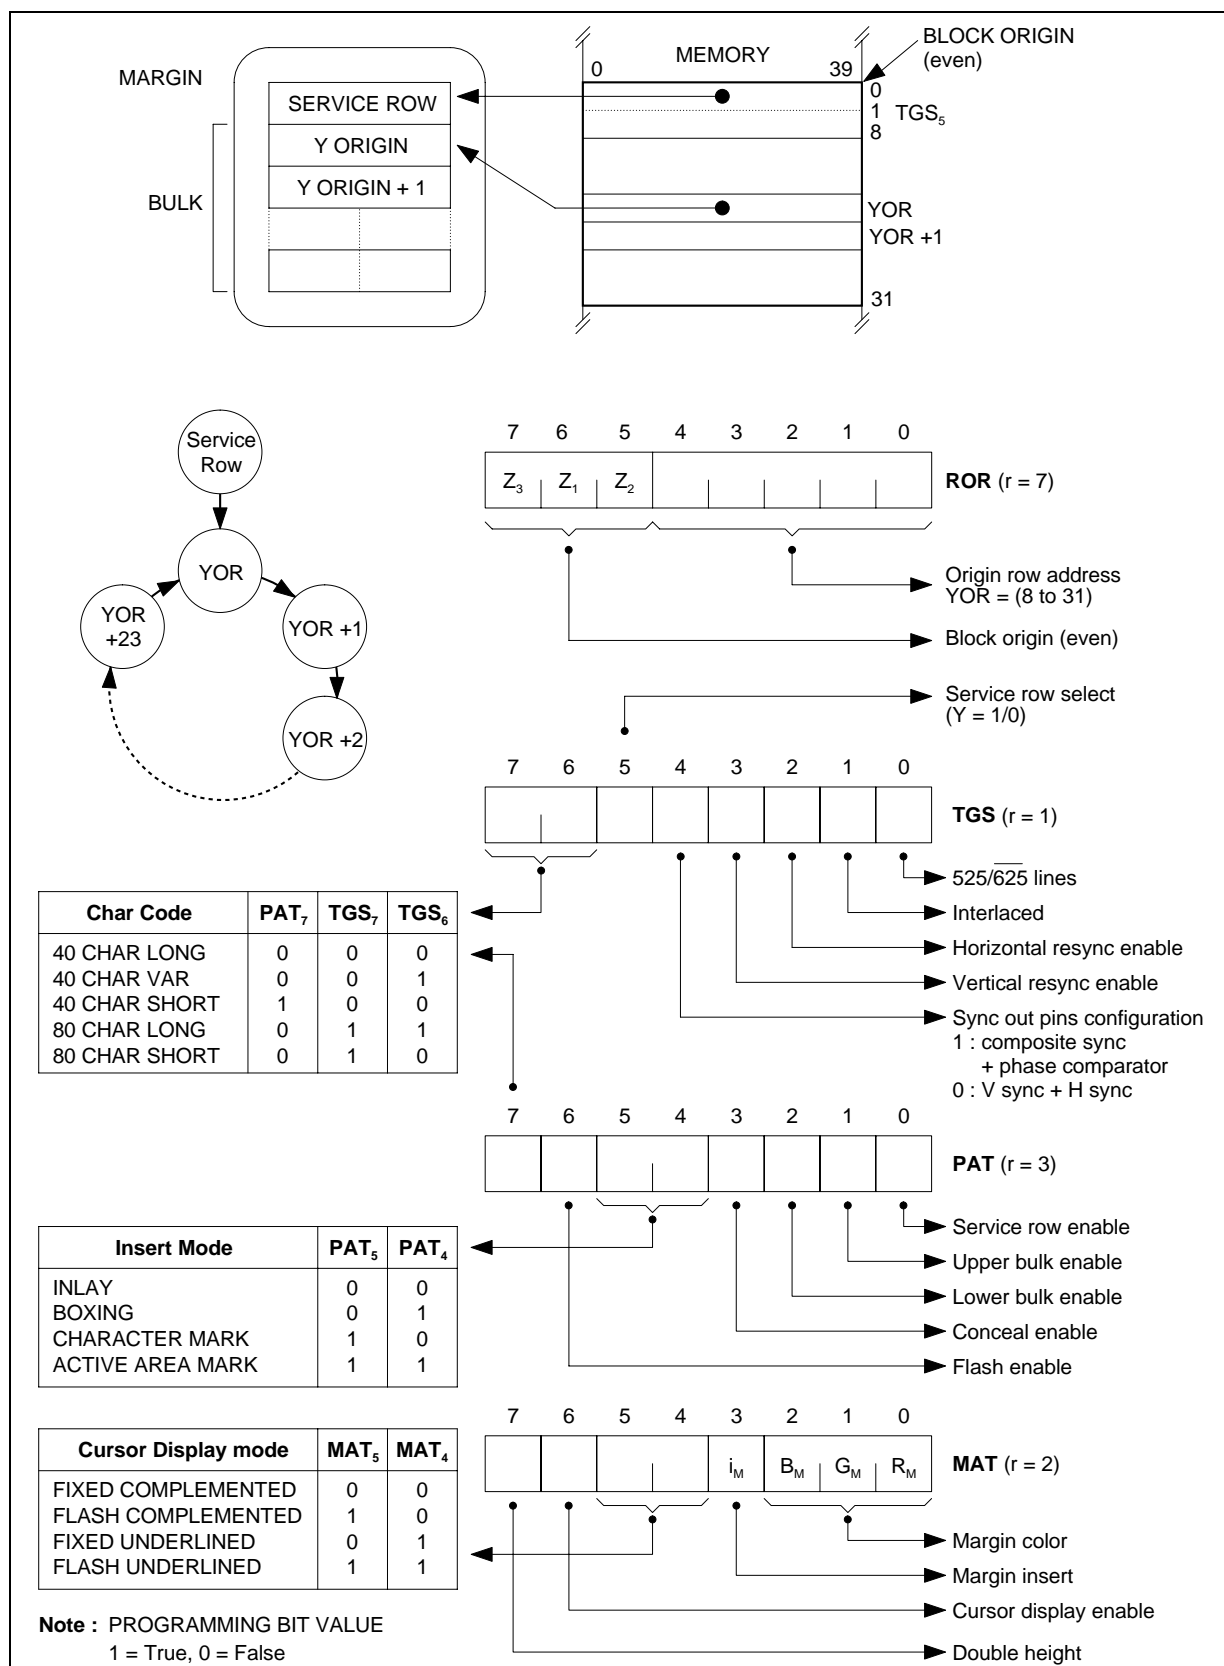 BLOCK ORIGIN
(even)
MARGIN
MEMORY
0
39
SERVICE ROW
0
1
TGS₅
8
Y ORIGIN
Y ORIGIN + 1
BULK
YOR
YOR +1
31
Service
Row
YOR
YOR
+23
YOR +1
YOR +2
7 6 5 4 3 2 1 0
Z₃ Z₁ Z₂
ROR (r = 7)
Origin row address
YOR = (8 to 31)
Block origin (even)
Service row select
(Y = 1/0)
7 6 5 4 3 2 1 0
TGS (r = 1)
525/6̅2̅5̅ lines
Interlaced
Horizontal resync enable
Vertical resync enable
Sync out pins configuration
1 : composite sync
+ phase comparator
0 : V sync + H sync
Char Code PAT₇ TGS₇ TGS₆
40 CHAR LONG 0 0 0
40 CHAR VAR 0 0 1
40 CHAR SHORT 1 0 0
80 CHAR LONG 0 1 1
80 CHAR SHORT 0 1 0
7 6 5 4 3 2 1 0
PAT (r = 3)
Service row enable
Upper bulk enable
Lower bulk enable
Conceal enable
Flash enable
Insert Mode PAT₅ PAT₄
INLAY 0 0
BOXING 0 1
CHARACTER MARK 1 0
ACTIVE AREA MARK 1 1
7 6 5 4 3 2 1 0
i_M B_M G_M R_M
MAT (r = 2)
Margin color
Margin insert
Cursor display enable
Double height
Cursor Display mode MAT₅ MAT₄
FIXED COMPLEMENTED 0 0
FLASH COMPLEMENTED 1 0
FIXED UNDERLINED 0 1
FLASH UNDERLINED 1 1
Note : PROGRAMMING BIT VALUE
1 = True, 0 = False